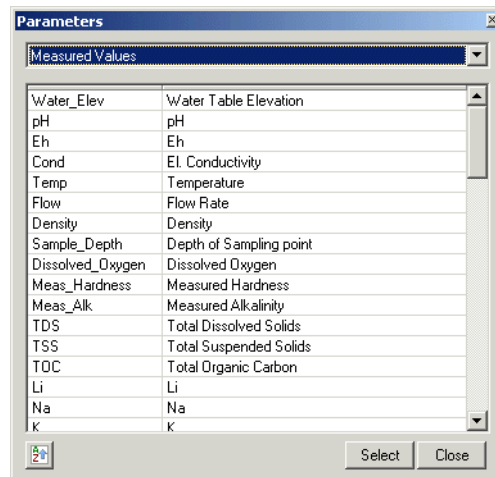 Parameters
Measured Values
Water_Elev Water Table Elevation
pH pH
Eh Eh
Cond El. Conductivity
Temp Temperature
Flow Flow Rate
Density Density
Sample_Depth Depth of Sampling point
Dissolved_Oxygen Dissolved Oxygen
Meas_Hardness Measured Hardness
Meas_Alk Measured Alkalinity
TDS Total Dissolved Solids
TSS Total Suspended Solids
TOC Total Organic Carbon
Li Li
Na Na
K K
Select Close